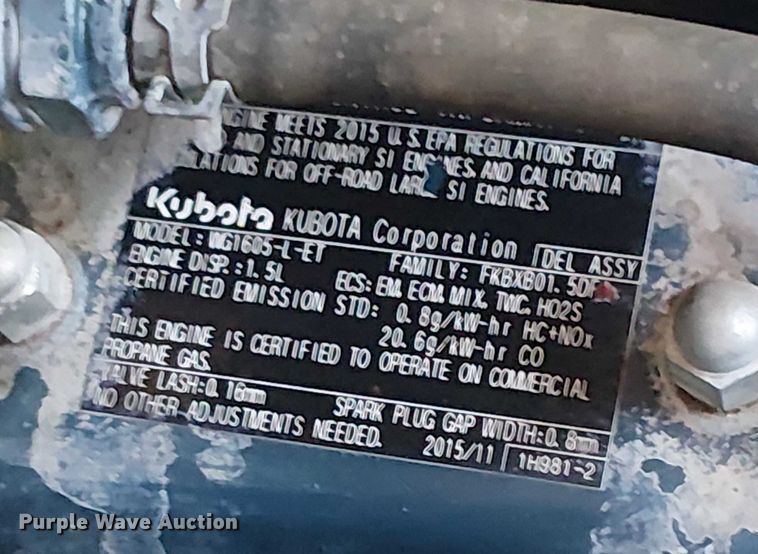 ENGINE MEETS 2015 U.S. EPA REGULATIONS FOR
AND STATIONARY SI ENGINES AND CALIFORNIA
FOR OFF-ROAD LARGE SI ENGINES.
Kubota KUBOTA Corporation DEL ASSY
MODEL: WG1605-L-ET FAMILY: FKBXB01.5DF
ENGINE DISP.: 1.5L ECS: EM, ECM, MIX, TWC, HO2S
CERTIFIED EMISSION STD: 0.8g/kW-hr HC+NOx
20.6g/kW-hr CO
THIS ENGINE IS CERTIFIED TO OPERATE ON COMMERCIAL
PROPANE GAS.
VALVE LASH: 0.16mm SPARK PLUG GAP WIDTH: 0.8mm
NO OTHER ADJUSTMENTS NEEDED. 2015/11 1H981-2
Purple Wave Auction